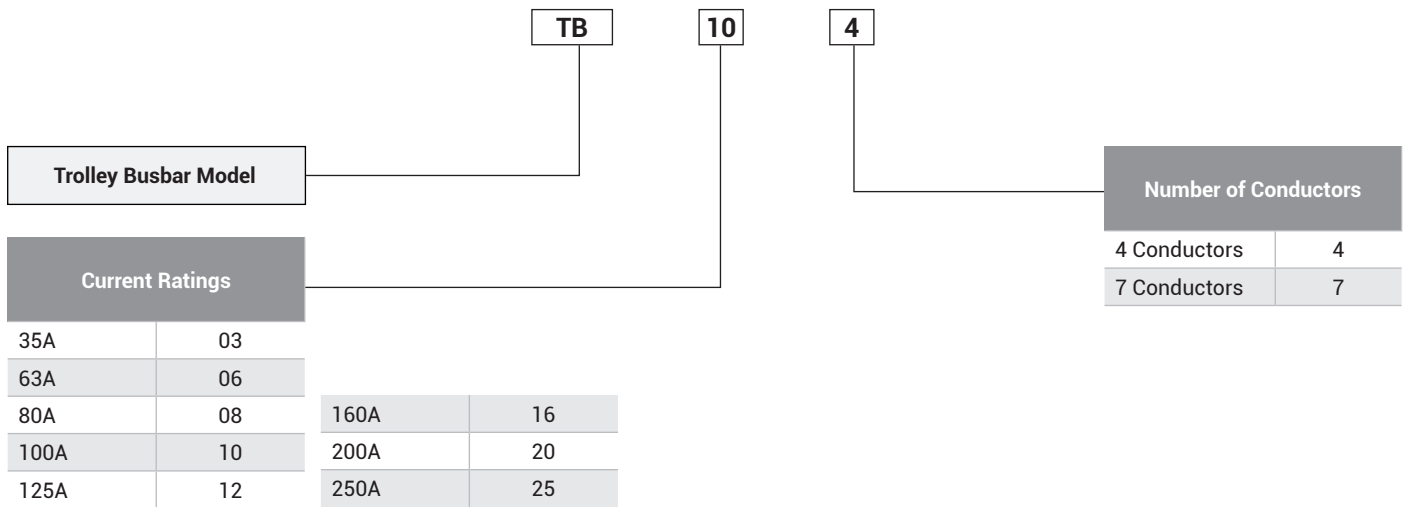 TB 10 4
Trolley Busbar Model
Number of Conductors
4 Conductors 4
7 Conductors 7
Current Ratings
35A 03
63A 06
80A 08
100A 10
125A 12
160A 16
200A 20
250A 25